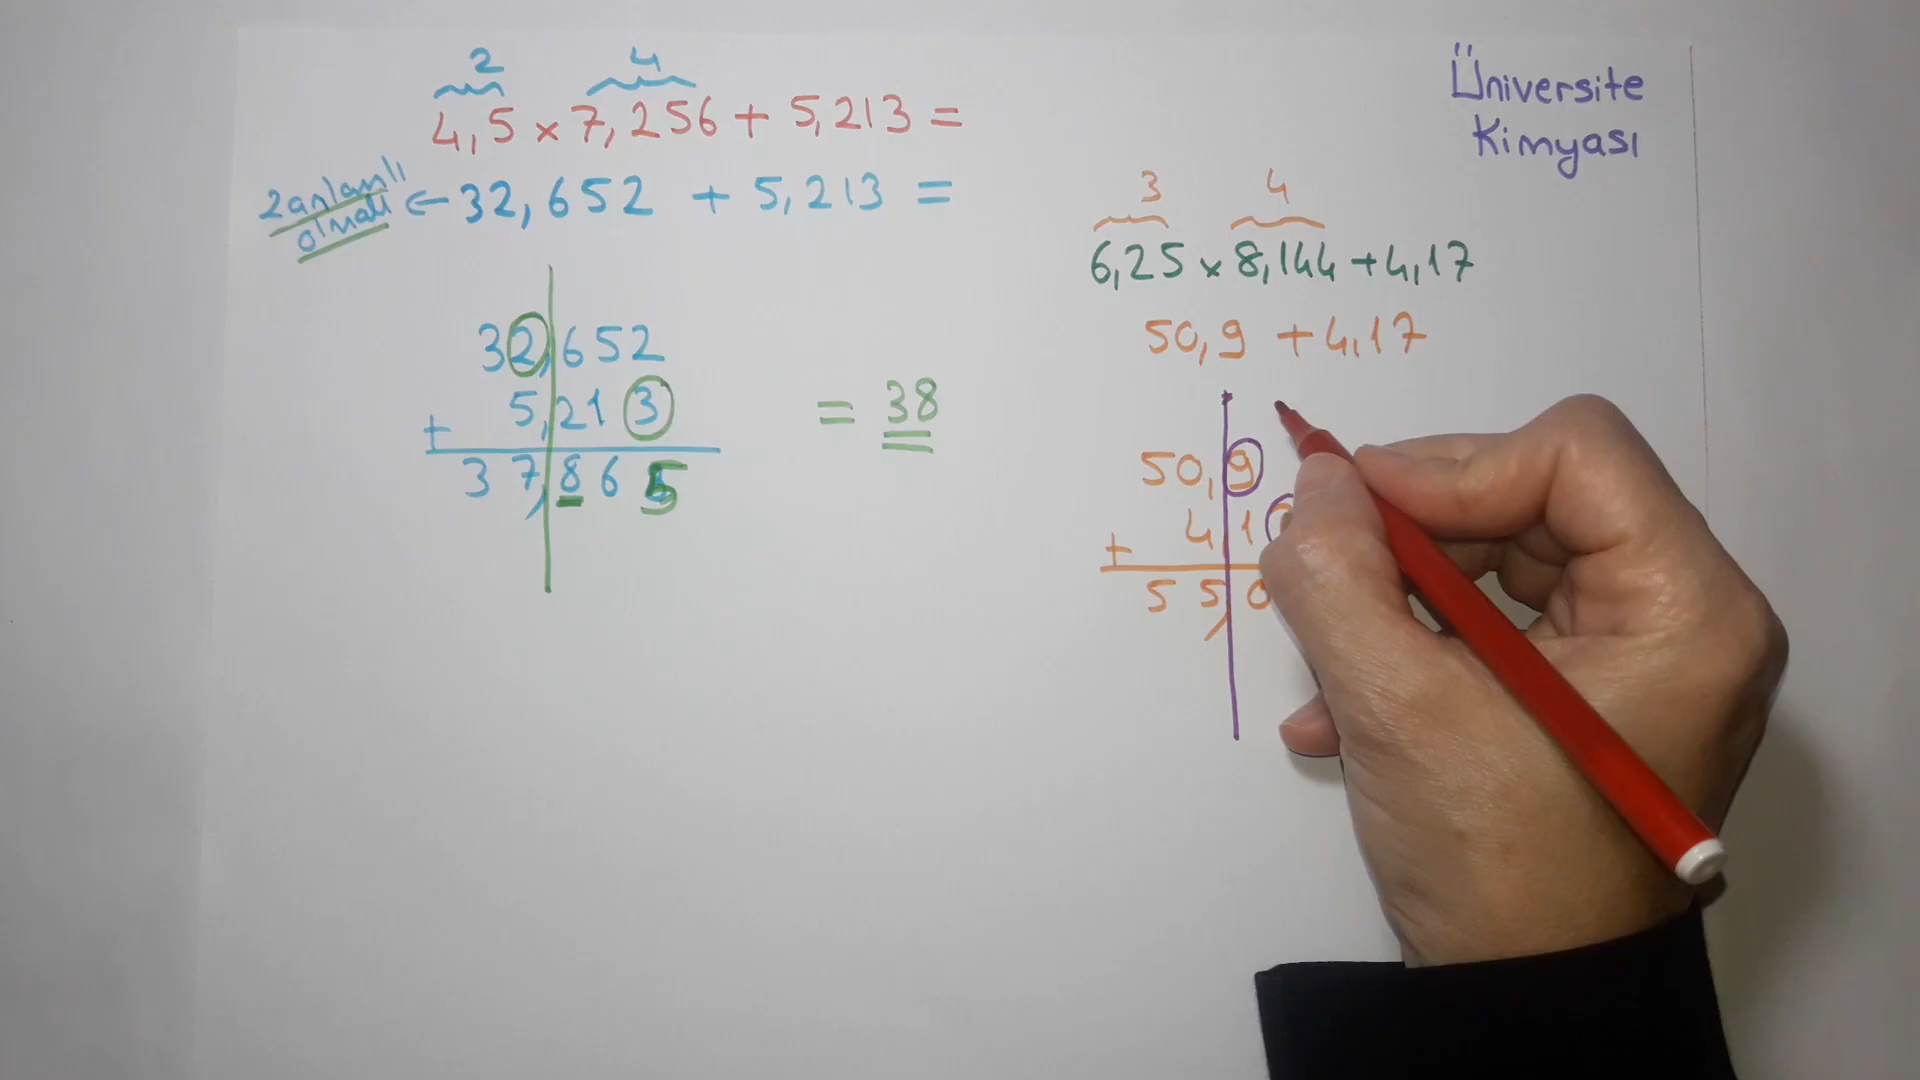 2 4
4,5 x 7,256 + 5,213 =
2 anlamlı olmalı ← 32,652 + 5,213 =
32,652
+ 5,213
37,865
= 38
Üniversite
Kimyası
3 4
6,25 x 8,144 + 4,17
50,9 + 4,17
50,9
+ 4,1
55,0